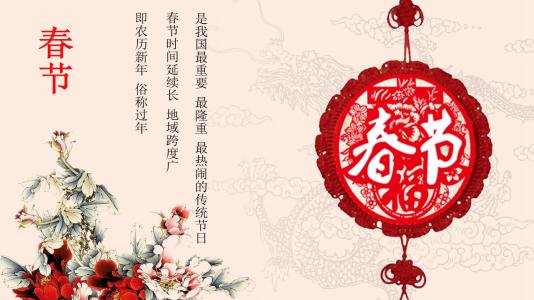 春节
即农历新年 俗称过年
春节时间延续长 地域跨度广
是我国最重要 最隆重 最热闹的传统节日
春节
福